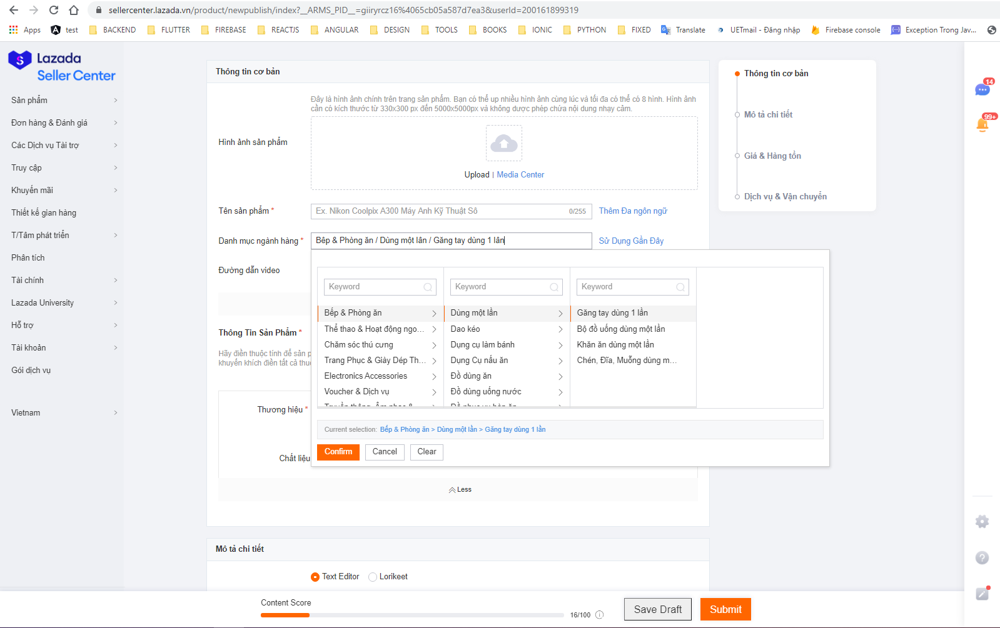 sellercenter.lazada.vn/product/newpublish/index?__ARMS_PID__=giiryrcz16%4065cb05a587d7ea3&userId=200161899319
Apps test BACKEND FLUTTER FIREBASE REACTJS ANGULAR DESIGN TOOLS BOOKS IONIC PYTHON FIXED Translate UETmail - Đăng nhập Firebase console Exception Trong Jav...
Lazada
Seller Center
Sản phẩm
Đơn hàng & Đánh giá
Các Dịch vụ Tài trợ
Truy cập
Khuyến mãi
Thiết kế gian hàng
T/Tâm phát triển
Phân tích
Tài chính
Lazada University
Hỗ trợ
Tài khoản
Gói dịch vụ
Vietnam
Thông tin cơ bản
Đây là hình ảnh chính trên trang sản phẩm. Bạn có thể up nhiều hình ảnh cùng lúc và tối đa có thể có 8 hình. Hình ảnh
cần có kích thước từ 330x300 px đến 5000x5000px và không được phép chứa nội dung nhạy cảm.
Hình ảnh sản phẩm
Upload | Media Center
Tên sản phẩm *
Ex. Nikon Coolpix A300 Máy Ảnh Kỹ Thuật Số 0/255
Thêm Đa ngôn ngữ
Danh mục ngành hàng *
Bếp & Phòng ăn / Dùng một lần / Găng tay dùng 1 lần
Sử Dụng Gần Đây
Đường dẫn video
Thông Tin Sản Phẩm *
Hãy điền thuộc tính để sản p
khuyến khích điền tất cả thuộ
Thương hiệu *
Chất liệu
Keyword
Bếp & Phòng ăn
Thể thao & Hoạt động ngo...
Chăm sóc thú cưng
Trang Phục & Giày Dép Th...
Electronics Accessories
Voucher & Dịch vụ
Truyền thông, Âm nhạc &
Keyword
Dùng một lần
Dao kéo
Dụng cụ làm bánh
Dụng Cụ nấu ăn
Đồ dùng ăn
Đồ dùng uống nước
Đồ phục vụ bàn ăn
Keyword
Găng tay dùng 1 lần
Bộ đồ uống dùng một lần
Khăn ăn dùng một lần
Chén, Đĩa, Muỗng dùng m...
Current selection: Bếp & Phòng ăn > Dùng một lần > Găng tay dùng 1 lần
Confirm Cancel Clear
Less
Mô tả chi tiết
Text Editor Lorikeet
Content Score
16/100
Save Draft Submit
Thông tin cơ bản
Mô tả chi tiết
Giá & Hàng tồn
Dịch vụ & Vận chuyển
14
99+